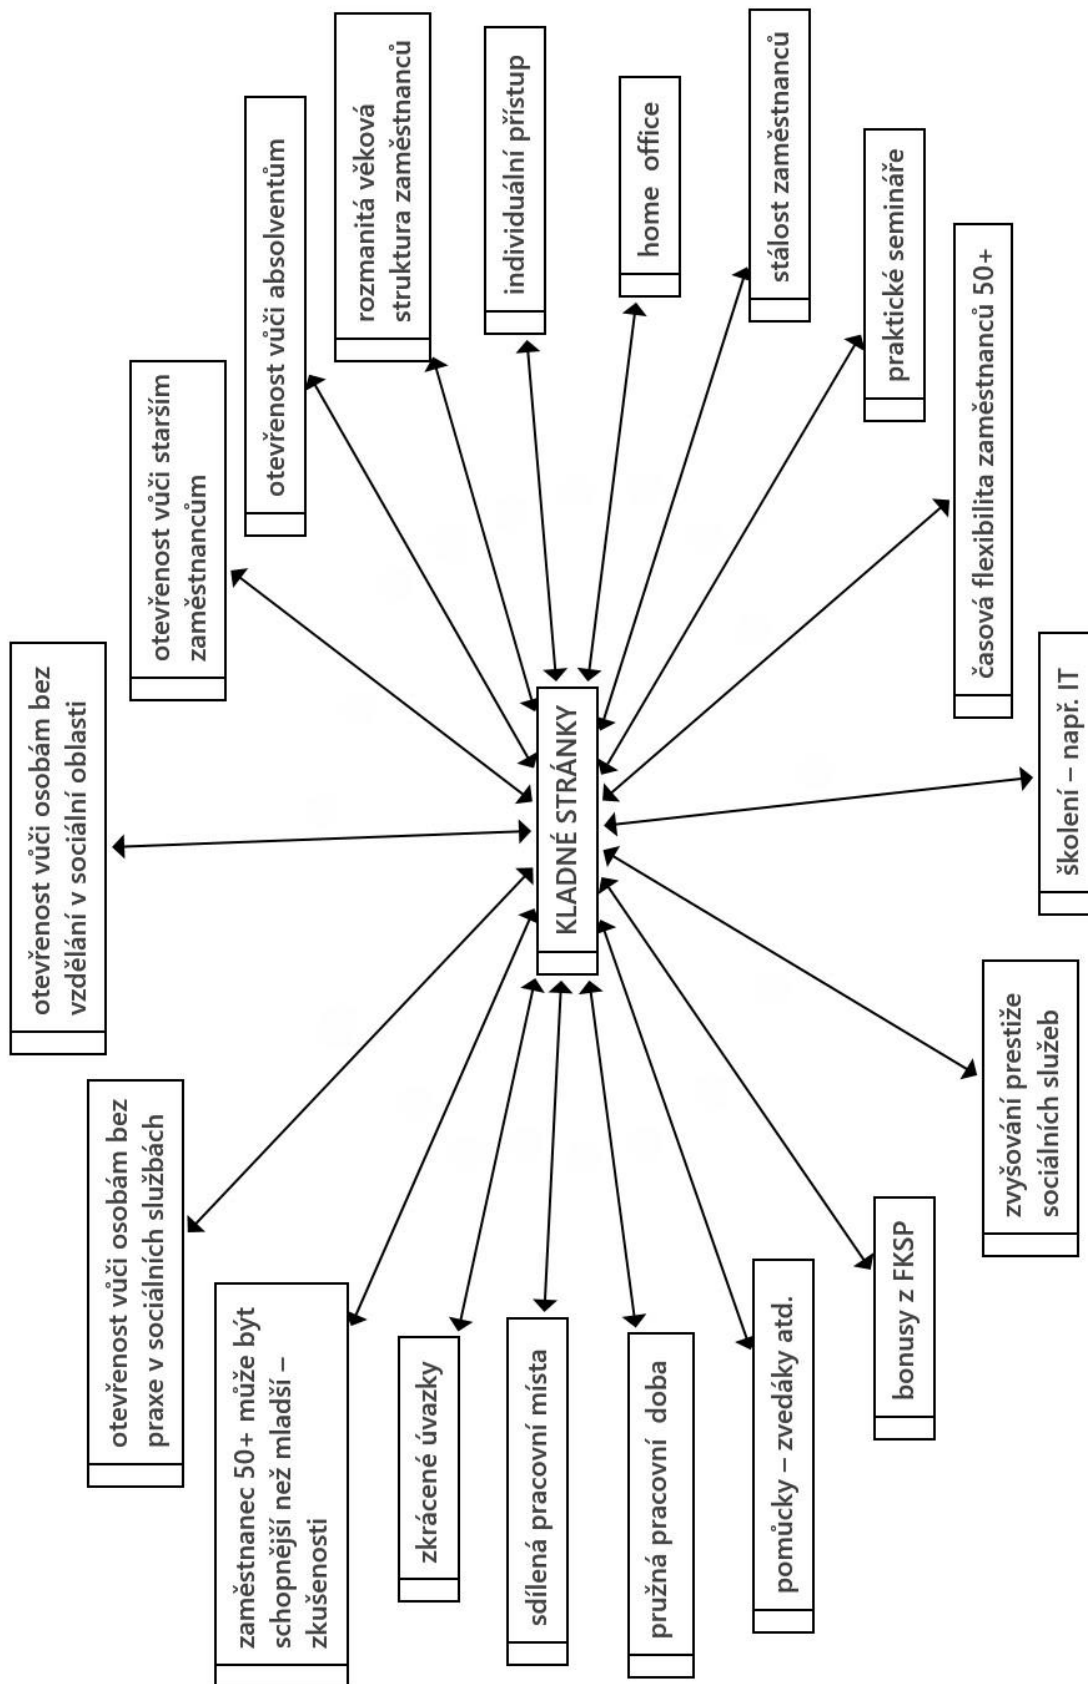 otevřenost vůči osobám bez
vzdělání v sociální oblasti
otevřenost vůči osobám bez
praxe v sociálních službách
otevřenost vůči starším
zaměstnancům
zaměstnanec 50+ může být
schopnější než mladší –
zkušenosti
otevřenost vůči absolventům
rozmanitá věková
struktura zaměstnanců
zkrácené úvazky
individuální přístup
sdílená pracovní místa
KLADNÉ STRÁNKY
home office
pružná pracovní doba
stálost zaměstnanců
pomůcky – zvedáky atd.
praktické semináře
bonusy z FKSP
časová flexibilita zaměstnanců 50+
zvyšování prestiže
sociálních služeb
školení – např. IT